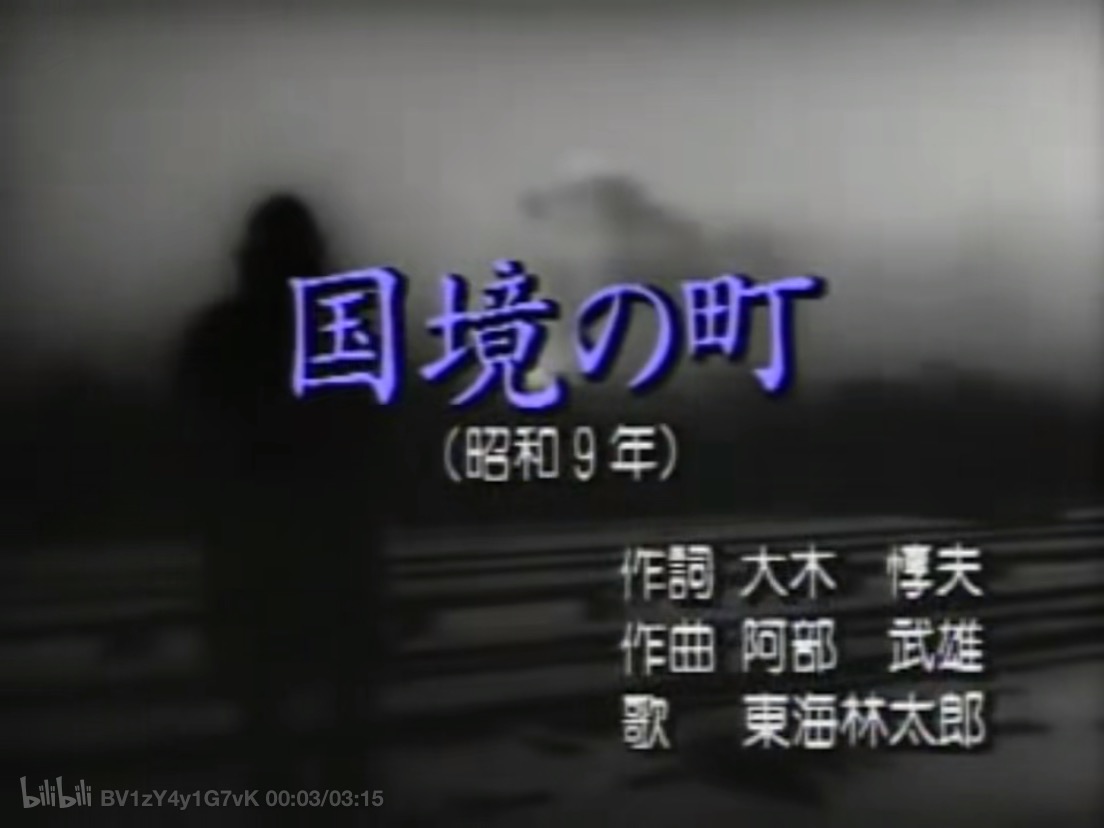 国境の町
(昭和9年)
作詞 大木 惇夫
作曲 阿部 武雄
歌 東海林太郎
bilibili BV1zY4y1G7vK 00:03/03:15